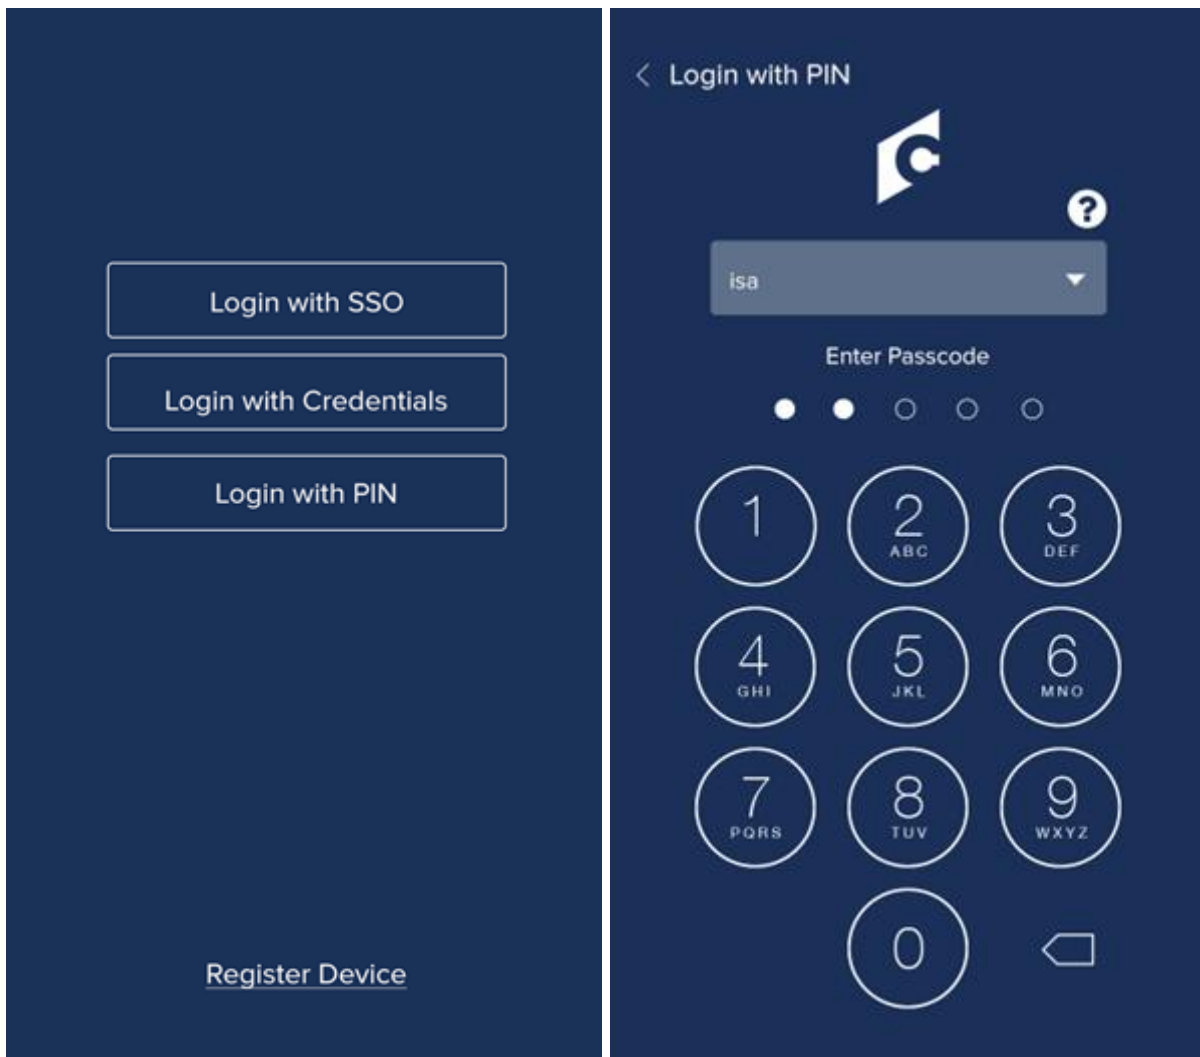 Login with SSO
Login with Credentials
Login with PIN
Register Device
< Login with PIN
?
isa
Enter Passcode
1
2
ABC
3
DEF
4
GHI
5
JKL
6
MNO
7
PQRS
8
TUV
9
WXYZ
0